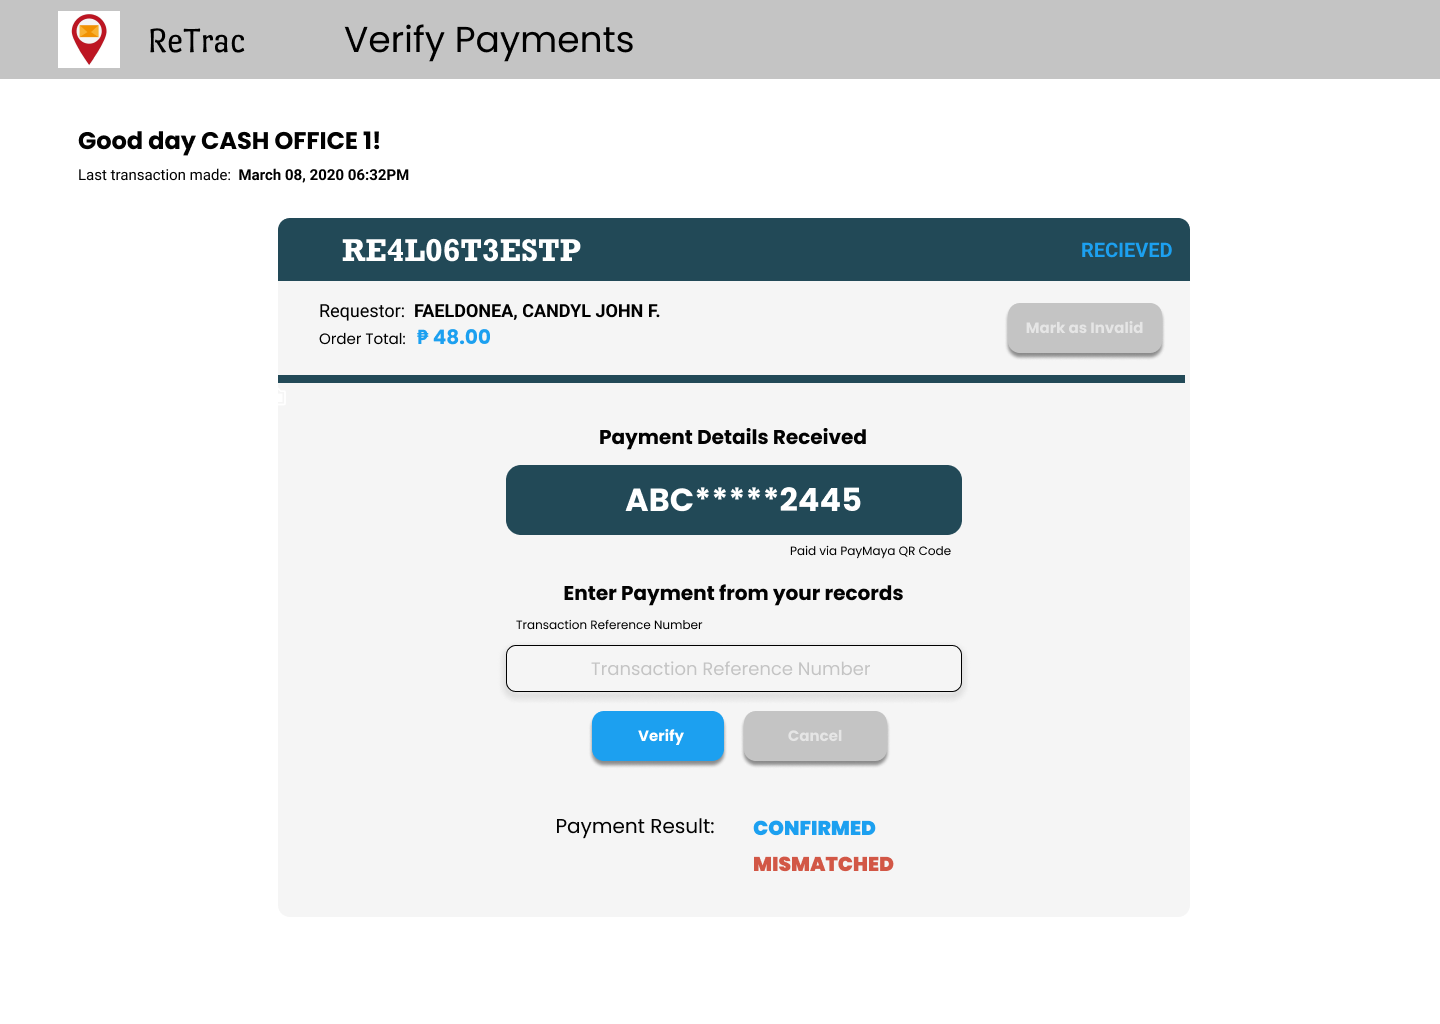 ReTrac
Verify Payments
Good day CASH OFFICE 1!
Last transaction made: March 08, 2020 06:32PM
RE4L06T3ESTP
RECIEVED
Requestor: FAELDONEA, CANDYL JOHN F.
Order Total: ₱ 48.00
Mark as Invalid
Payment Details Received
ABC*****2445
Paid via PayMaya QR Code
Enter Payment from your records
Transaction Reference Number
Transaction Reference Number
Verify
Cancel
Payment Result:
CONFIRMED
MISMATCHED